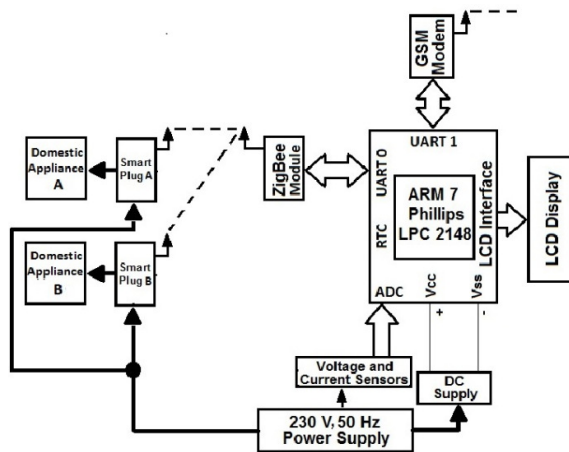 GSM
Modem
UART 1
Domestic
Appliance
A
Smart
Plug A
ZigBee
Module
UART 0
RTC
ARM 7
Phillips
LPC 2148
LCD Interface
LCD Display
Domestic
Appliance
B
Smart
Plug B
ADC
Vcc
Vss
+
-
Voltage and
Current Sensors
DC
Supply
230 V, 50 Hz
Power Supply